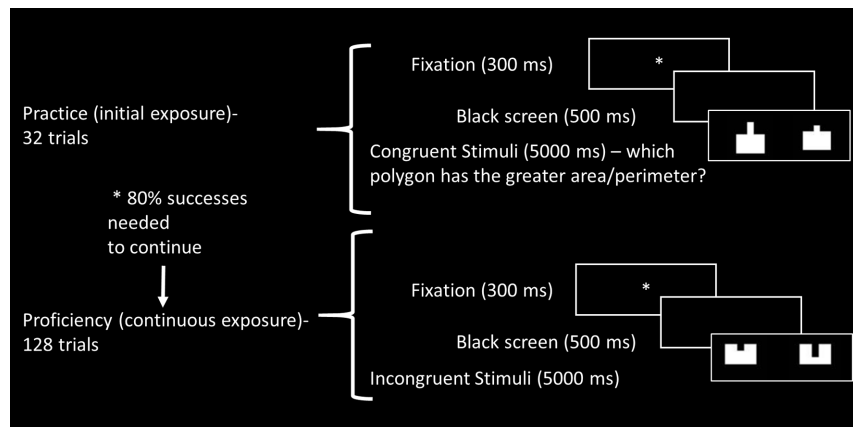 Practice (initial exposure)-
32 trials
* 80% successes
needed
to continue
Proficiency (continuous exposure)-
128 trials
Fixation (300 ms)
*
Black screen (500 ms)
Congruent Stimuli (5000 ms) – which
polygon has the greater area/perimeter?
Fixation (300 ms)
*
Black screen (500 ms)
Incongruent Stimuli (5000 ms)